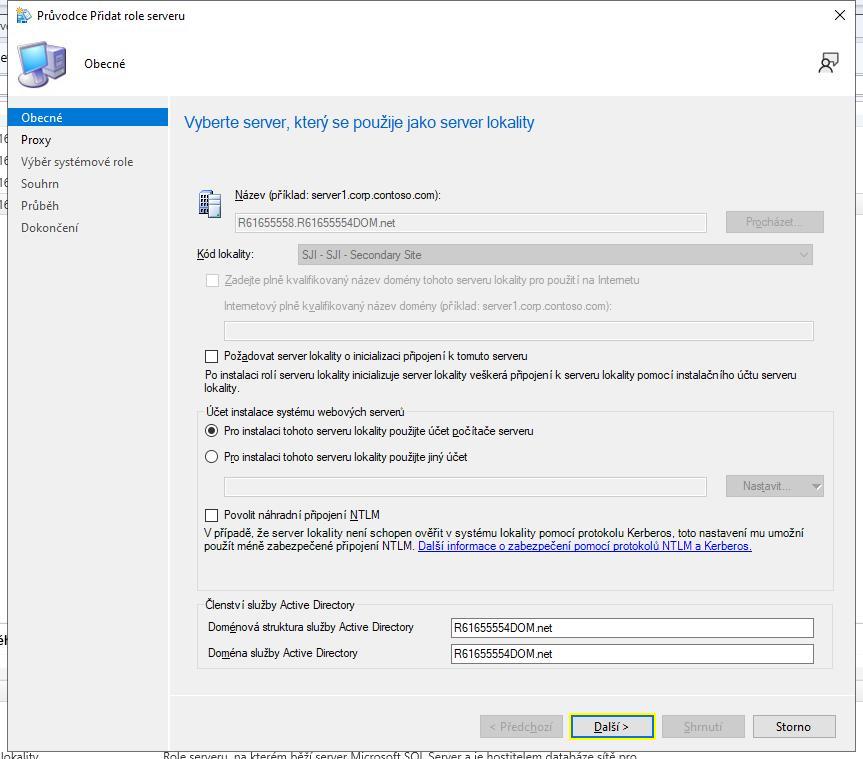 Průvodce Přidat role serveru
Obecné
Obecné
Proxy
Výběr systémové role
Souhrn
Průběh
Dokončení
Vyberte server, který se použije jako server lokality
Název (příklad: server1.corp.contoso.com):
R61655558.R61655554DOM.net
Procházet...
Kód lokality:
SJI - SJI - Secondary Site
Zadejte plně kvalifikovaný název domény tohoto serveru lokality pro použití na Internetu
Internetový plně kvalifikovaný název domény (příklad: server1.corp.contoso.com):
Požadovat server lokality o inicializaci připojení k tomuto serveru
Po instalaci rolí serveru lokality inicializuje server lokality veškerá připojení k serveru lokality pomocí instalačního účtu serveru
lokality.
Účet instalace systému webových serverů
Pro instalaci tohoto serveru lokality použijte účet počítače serveru
Pro instalaci tohoto serveru lokality použijte jiný účet
Nastavit...
Povolit náhradní připojení NTLM
V případě, že server lokality není schopen ověřit v systému lokality pomocí protokolu Kerberos, toto nastavení mu umožní
použít méně zabezpečené připojení NTLM. Další informace o zabezpečení pomocí protokolů NTLM a Kerberos.
Členství služby Active Directory
Doménová struktura služby Active Directory
R61655554DOM.net
Doména služby Active Directory
R61655554DOM.net
< Předchozí
Další >
Shrnutí
Storno
lokality
Role serveru, na kterém běží server Microsoft SQL Server a je hostitelem databáze sítě pro